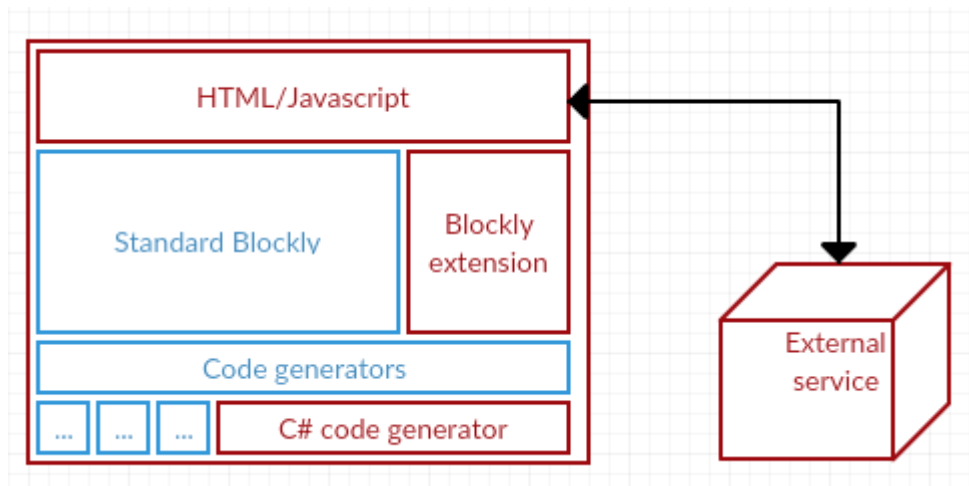 HTML/Javascript
Standard Blockly
Blockly
extension
Code generators
...
...
...
C# code generator
External
service